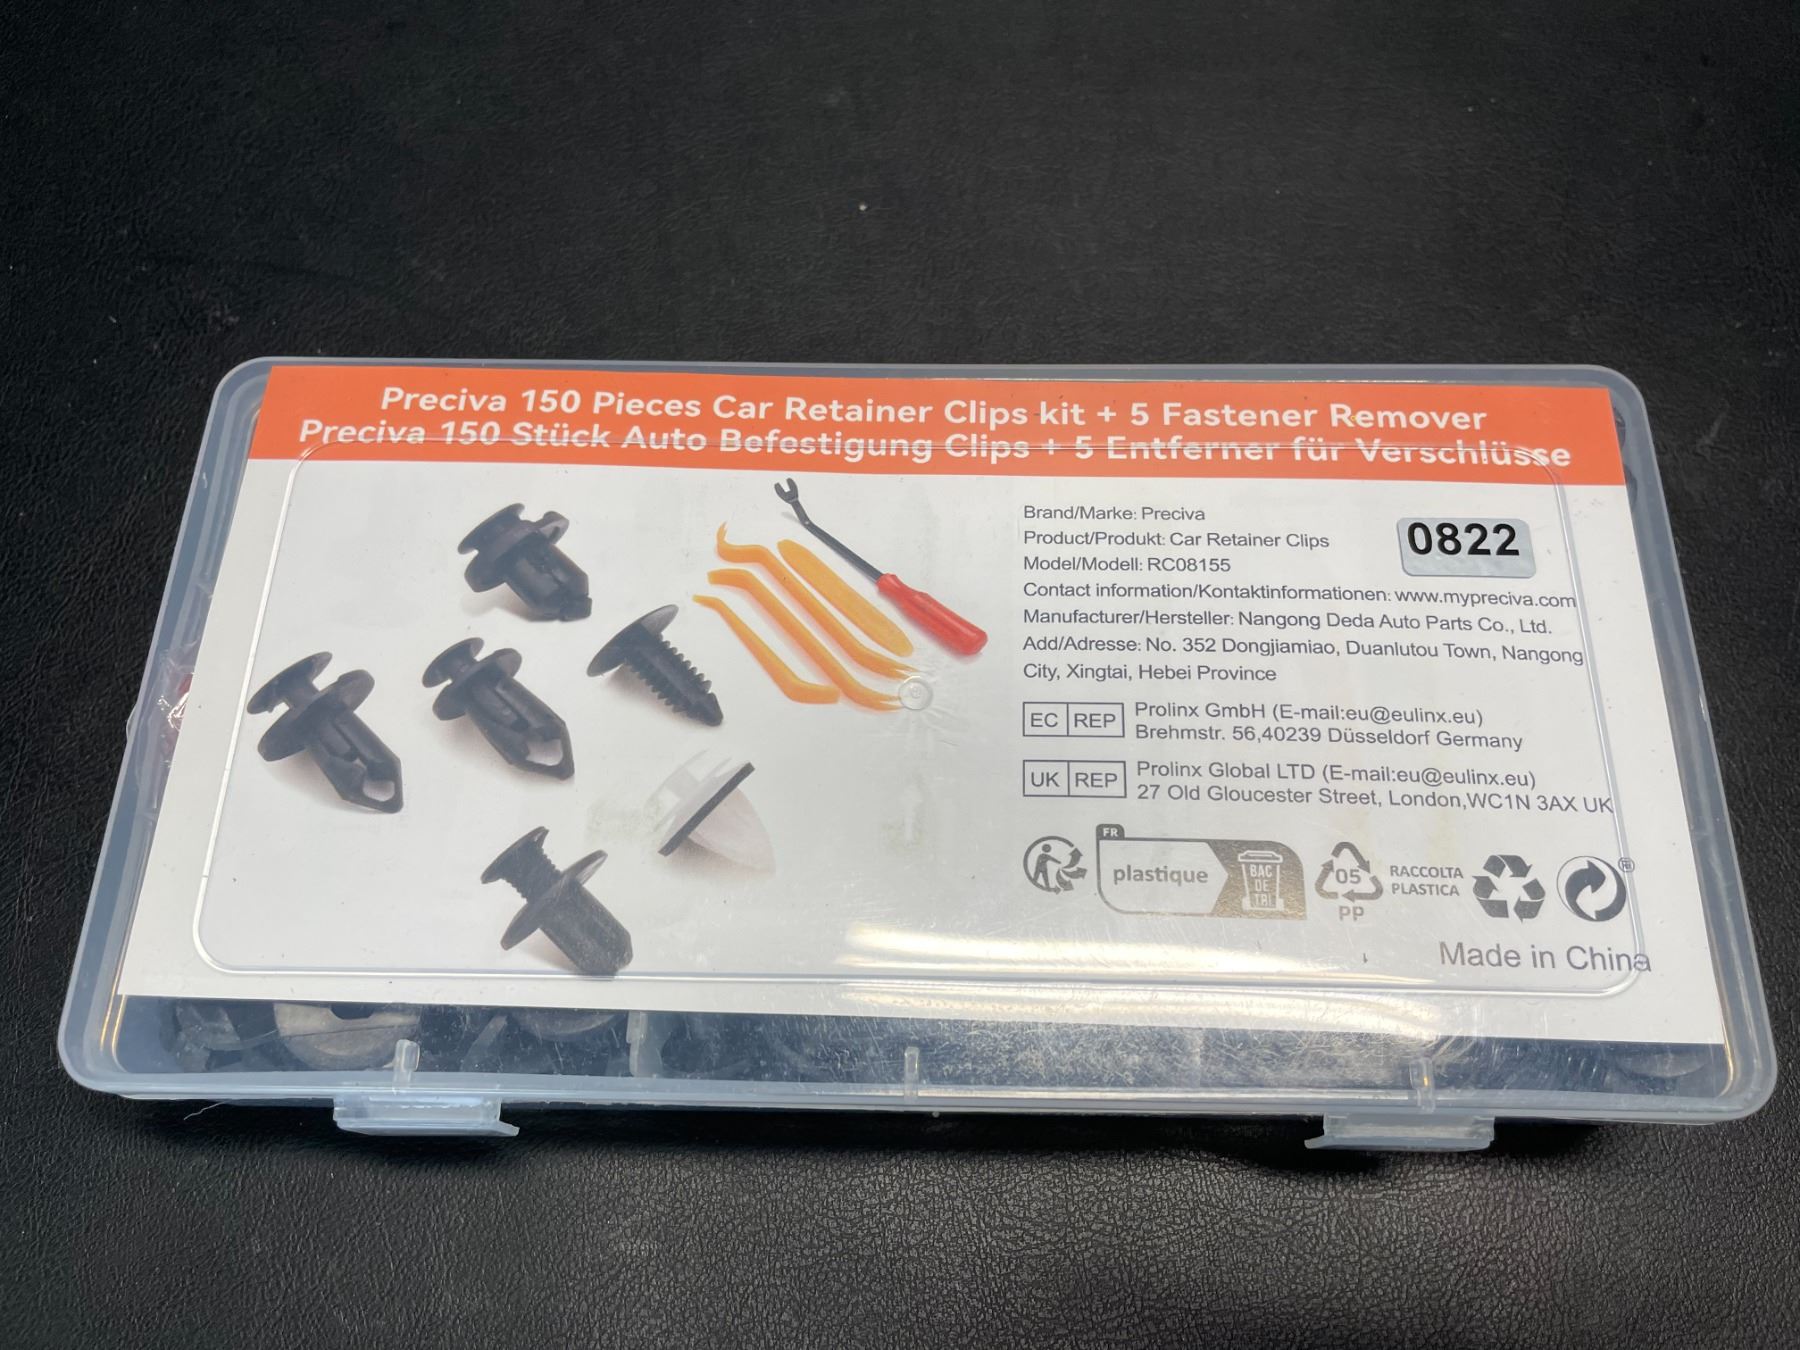 Preciva 150 Pieces Car Retainer Clips kit + 5 Fastener Remover
Preciva 150 Stück Auto Befestigung Clips + 5 Entferner für Verschlüsse
Brand/Marke: Preciva
Product/Produkt: Car Retainer Clips
Model/Modell: RC08155
0822
Contact information/Kontaktinformationen: www.mypreciva.com
Manufacturer/Hersteller: Nangong Deda Auto Parts Co., Ltd.
Add/Adresse: No. 352 Dongjiamiao, Duanlutou Town, Nangong
City, Xingtai, Hebei Province
EC REP
Prolinx GmbH (E-mail:eu@eulinx.eu)
Brehmstr. 56,40239 Düsseldorf Germany
UK REP
Prolinx Global LTD (E-mail:eu@eulinx.eu)
27 Old Gloucester Street, London,WC1N 3AX UK
FR
plastique
BAC
DE
TRI
05
PP
RACCOLTA
PLASTICA
®
Made in China